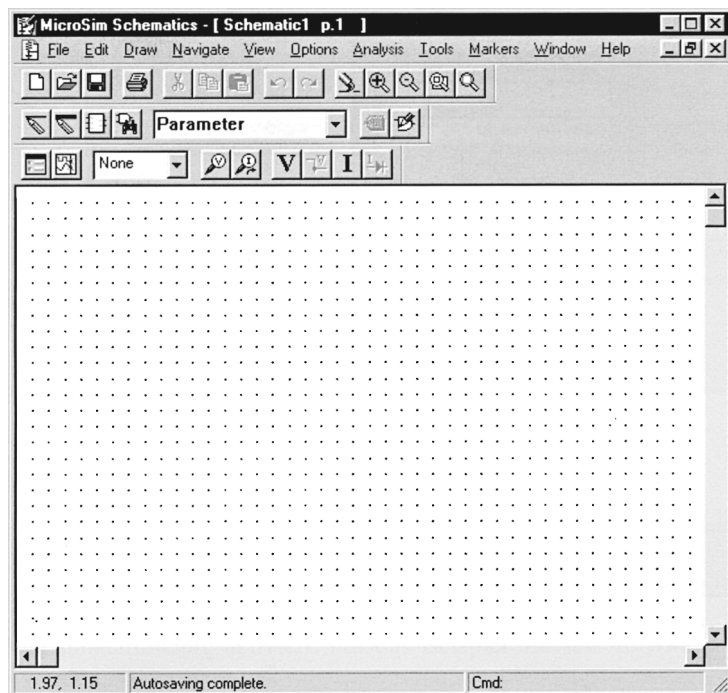 MicroSim Schematics - [ Schematic1 p.1 ]
File Edit Draw Navigate View Options Analysis Tools Markers Window Help
Parameter
None V I V I
1.97, 1.15 Autosaving complete. Cmd: